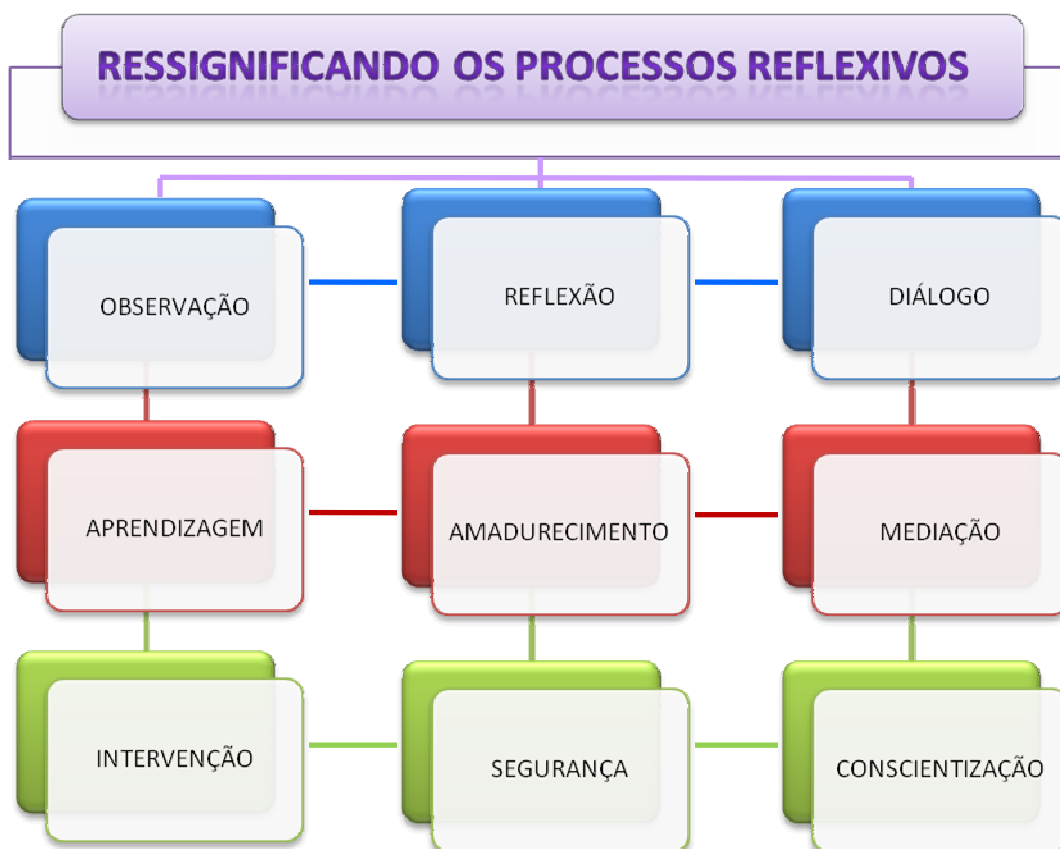 RESSIGNIFICANDO OS PROCESSOS REFLEXIVOS
OBSERVAÇÃO
REFLEXÃO
DIÁLOGO
APRENDIZAGEM
AMADURECIMENTO
MEDIAÇÃO
INTERVENÇÃO
SEGURANÇA
CONSCIENTIZAÇÃO